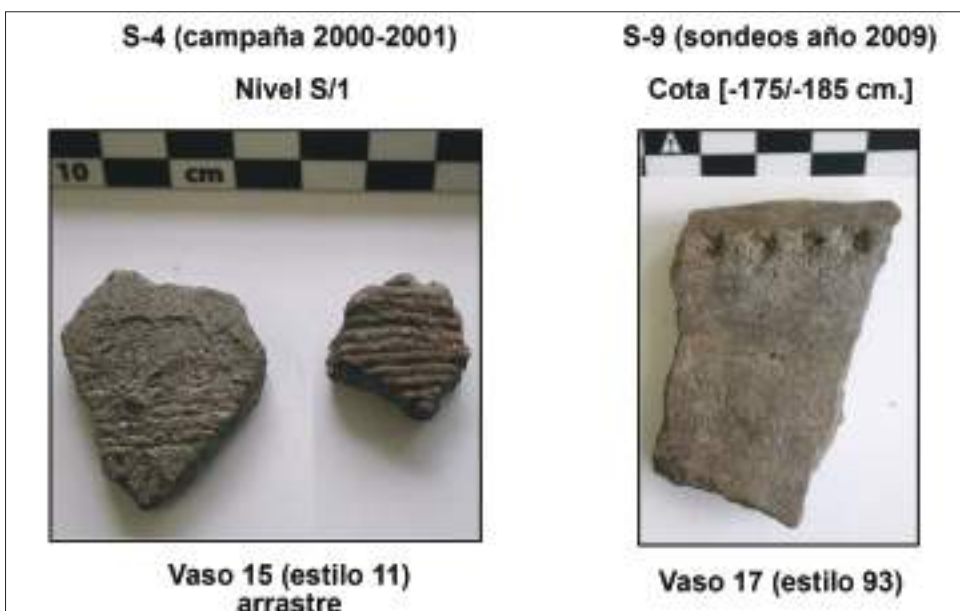 S-4 (campaña 2000-2001)
Nivel S/1
10 cm
Vaso 15 (estilo 11)
arrastre
S-9 (sondeos año 2009)
Cota [-175/-185 cm.]
Vaso 17 (estilo 93)